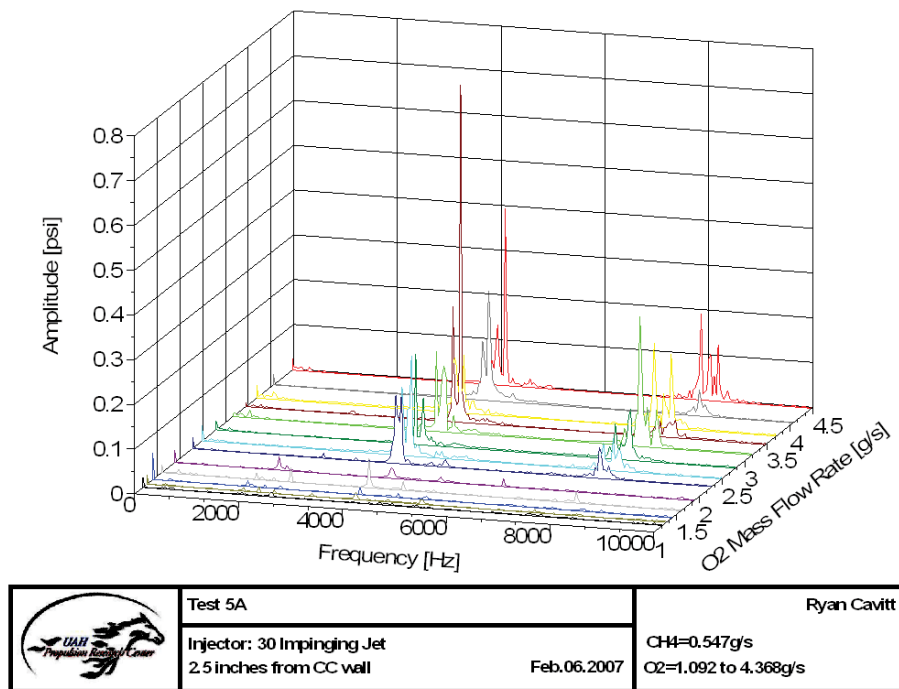 0.8
0.7
0.6
0.5
0.4
0.3
0.2
0.1
0
Amplitude [psi]
0
2000
4000
6000
8000
10000
Frequency [Hz]
1
1.5
2
2.5
3
3.5
4
4.5
O2 Mass Flow Rate [g/s]
UAH
Propulsion Research Center
Test 5A
Injector: 30 Impinging Jet
2.5 inches from CC wall
Feb.06.2007
Ryan Cavitt
CH4=0.547g/s
O2=1.092 to 4.368g/s